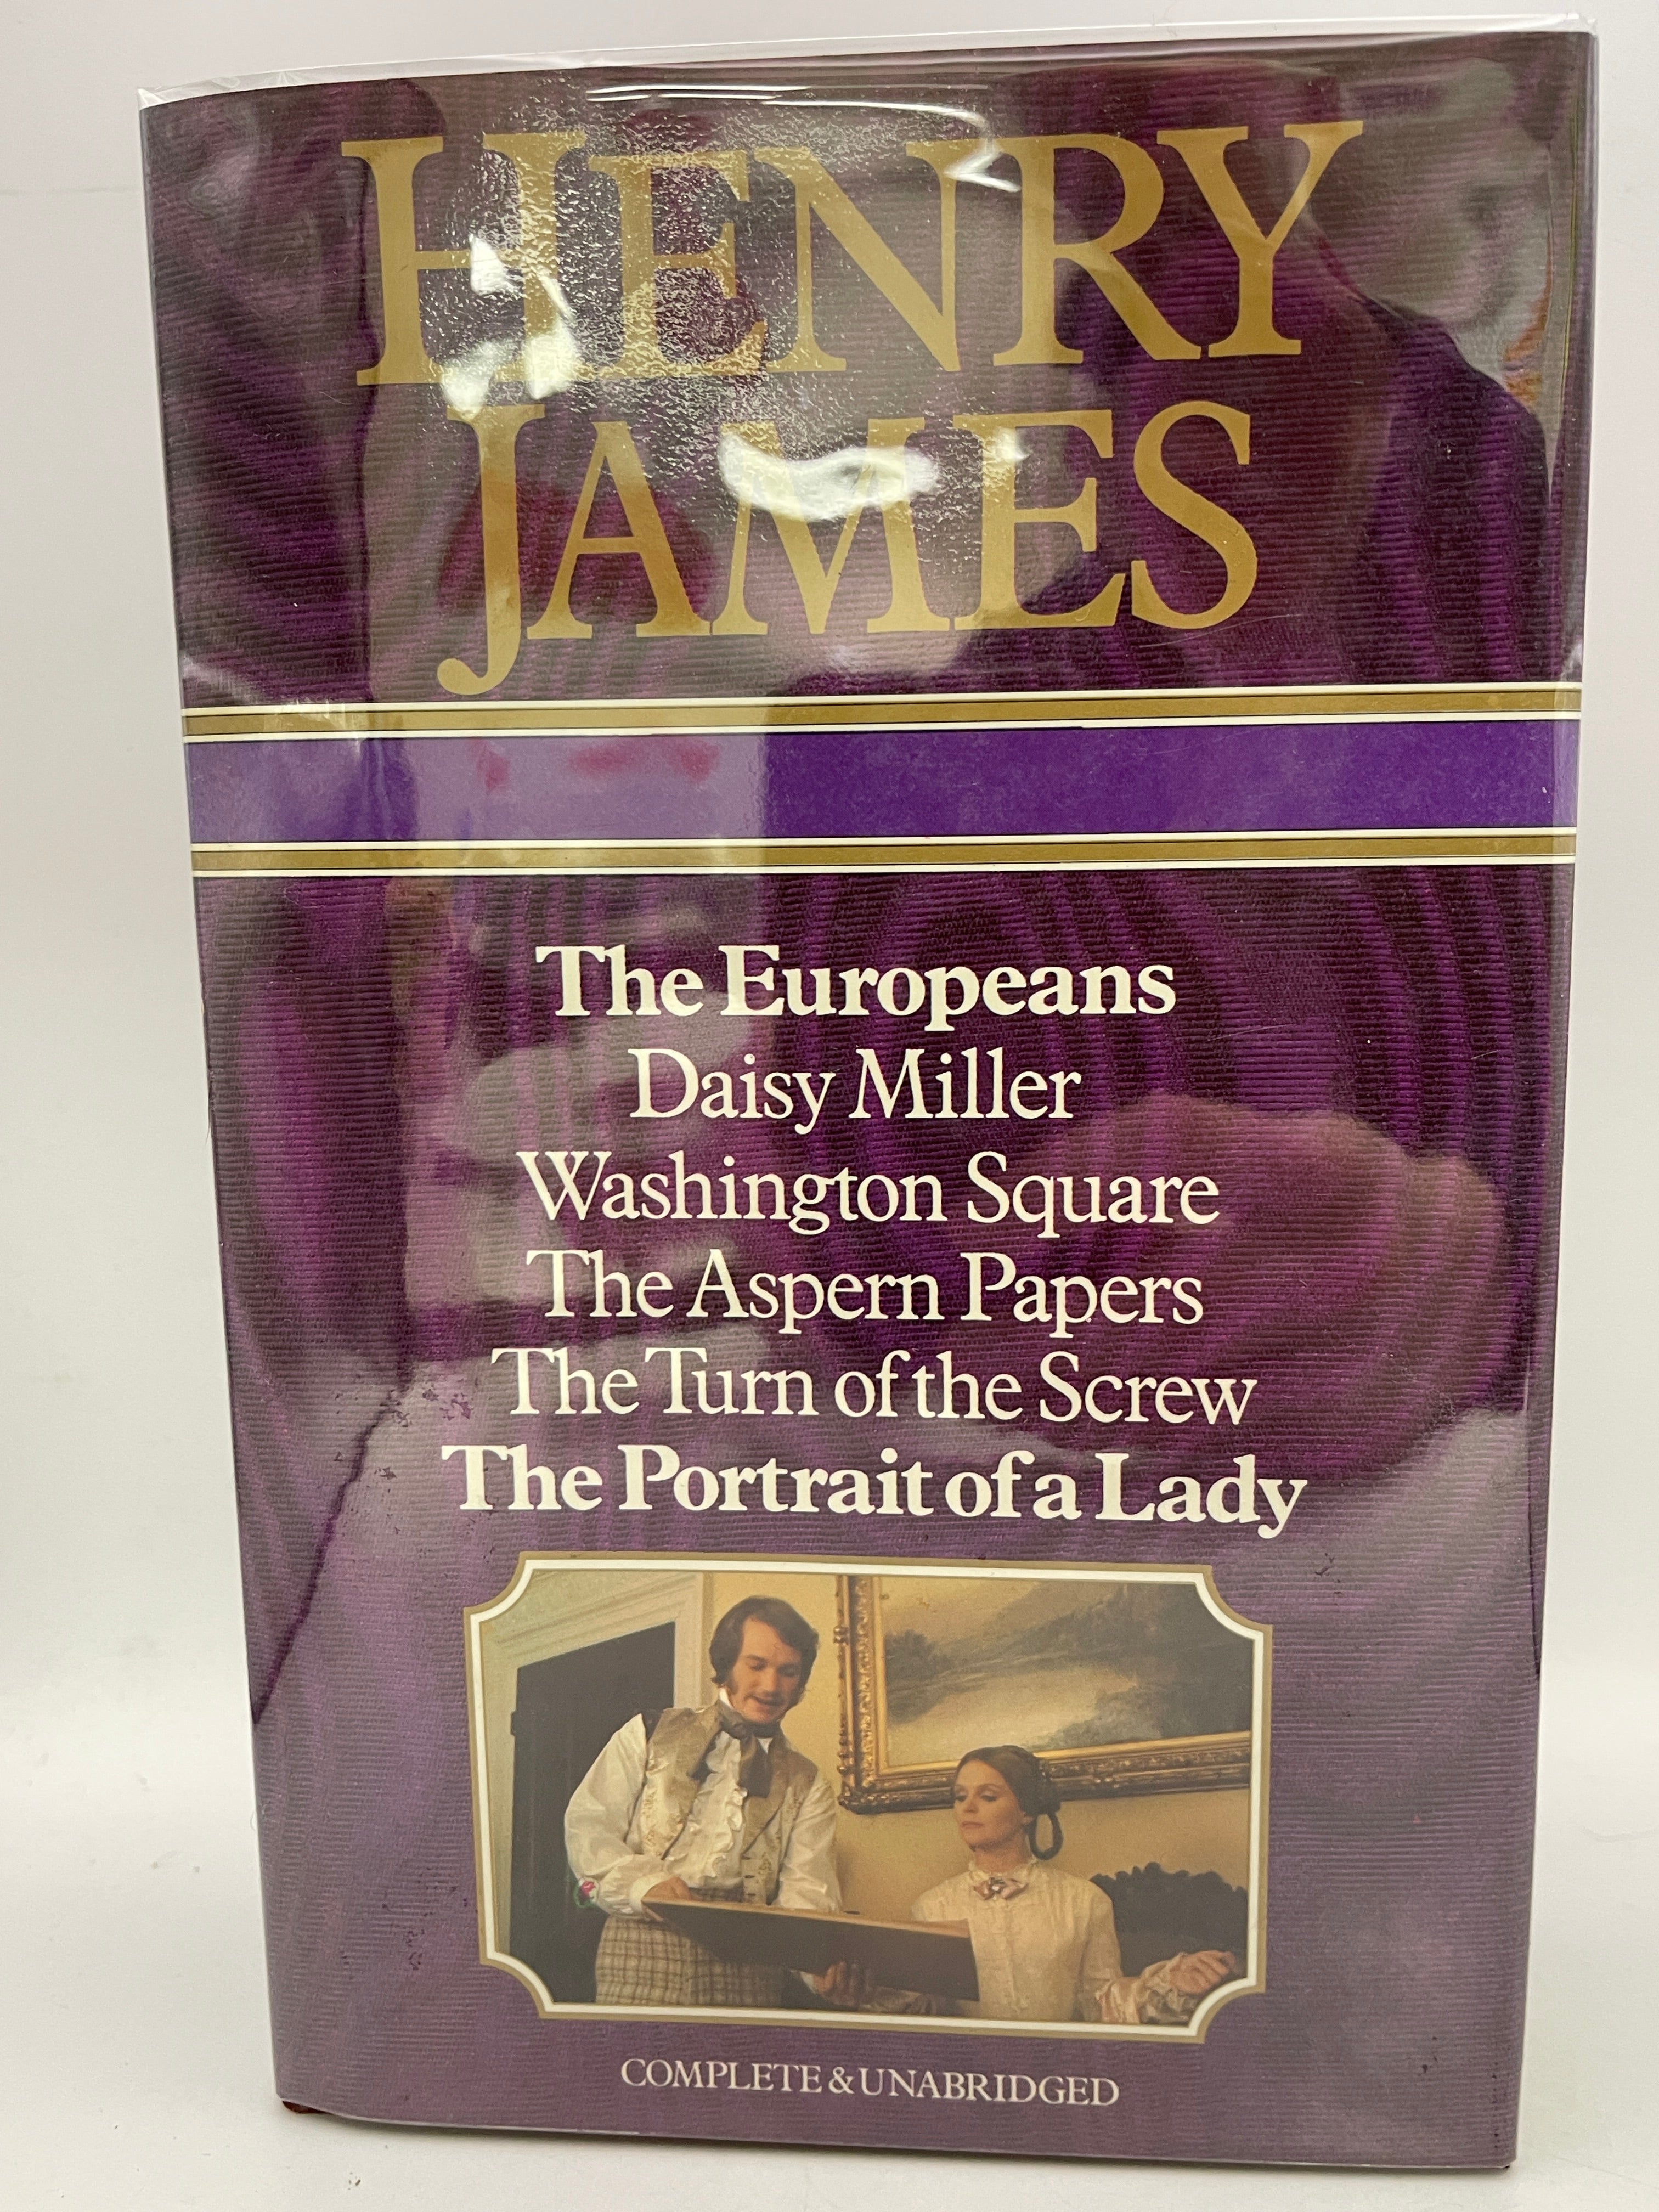 HENRY
JAMES
The Europeans
Daisy Miller
Washington Square
The Aspern Papers
The Turn of the Screw
The Portrait of a Lady
COMPLETE & UNABRIDGED